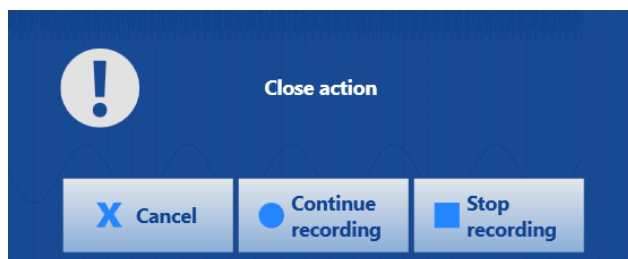 Close action
Cancel
Continue
recording
Stop
recording